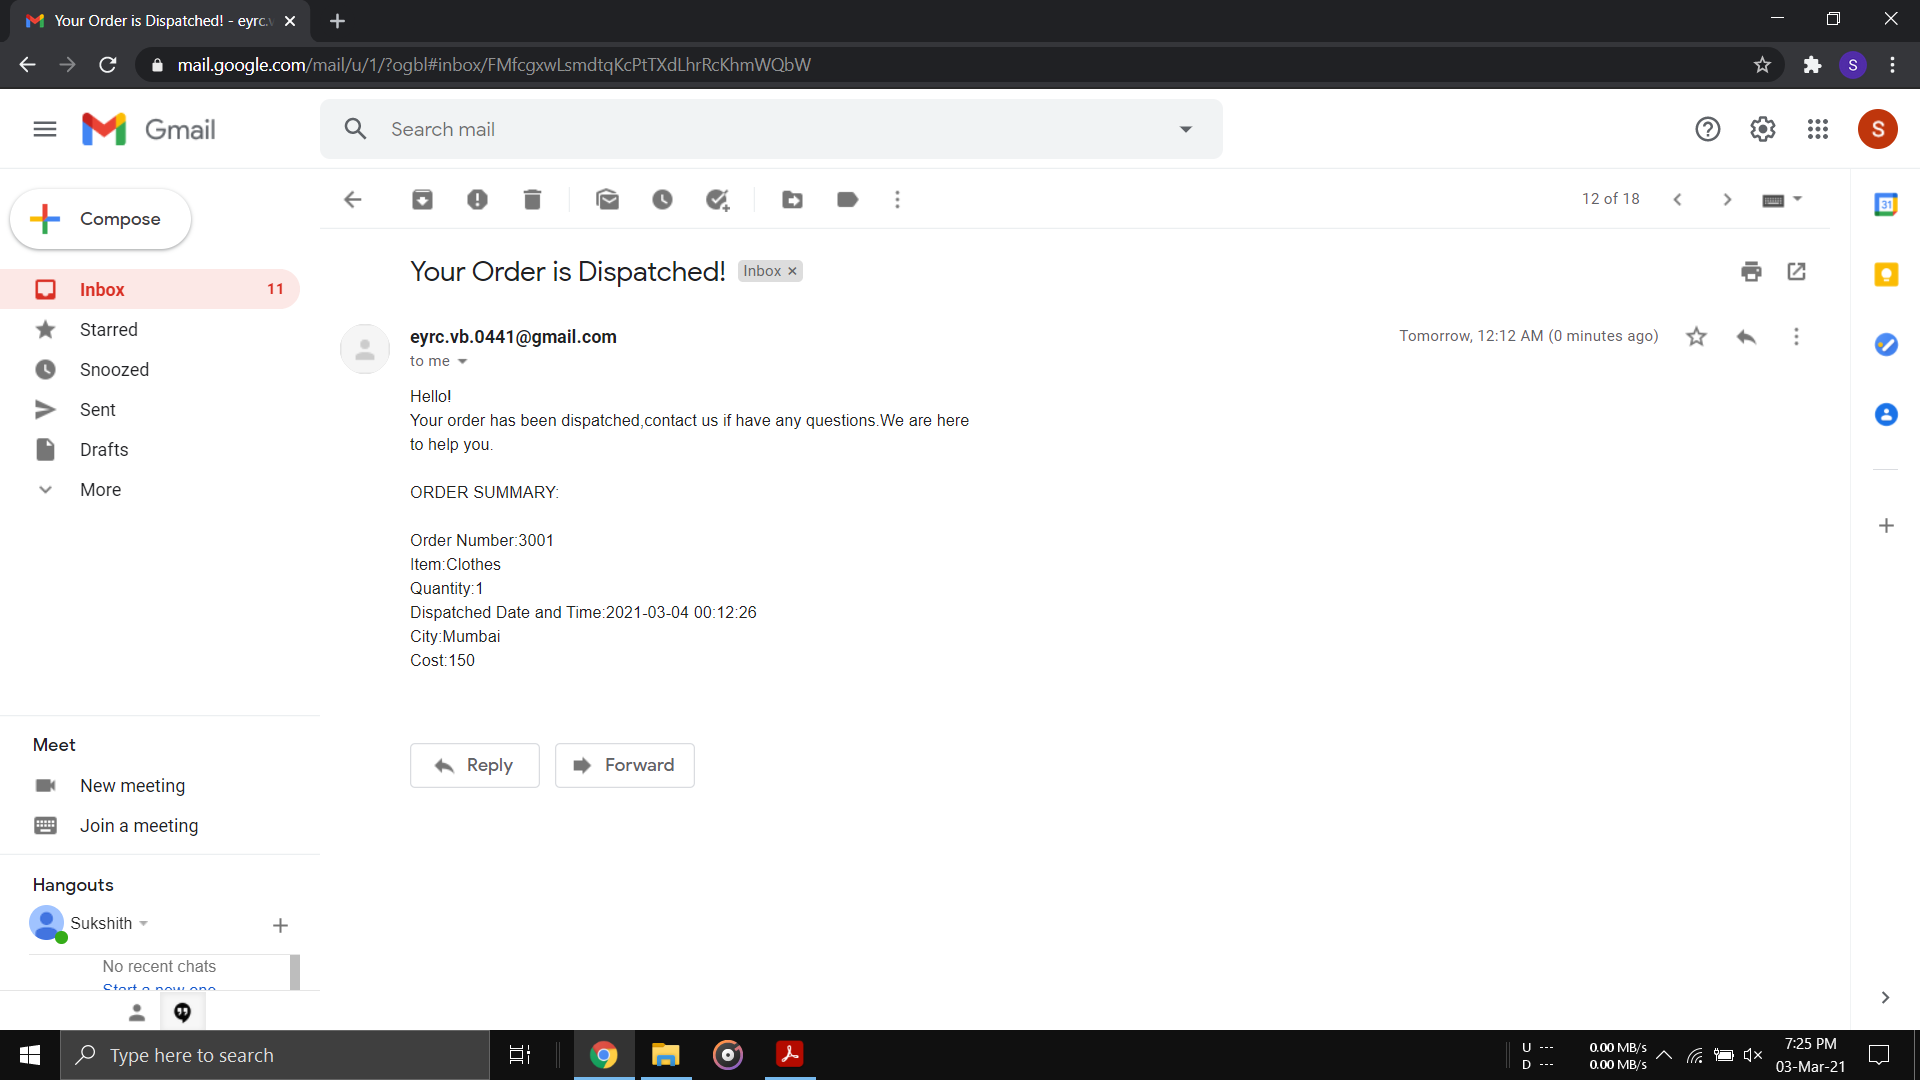 Your Order is Dispatched! - eyrc.v
mail.google.com/mail/u/1/?ogbl#inbox/FMfcgxwLsmdtqKcPtTXdLhrRcKhmWQbW
S
Gmail
Search mail
S
Compose
12 of 18
31
Your Order is Dispatched!
Inbox ×
Inbox 11
Starred
Snoozed
Sent
Drafts
More
eyrc.vb.0441@gmail.com
Tomorrow, 12:12 AM (0 minutes ago)
to me
Hello!
Your order has been dispatched,contact us if have any questions.We are here
to help you.
ORDER SUMMARY:
Order Number:3001
Item:Clothes
Quantity:1
Dispatched Date and Time:2021-03-04 00:12:26
City:Mumbai
Cost:150
Reply
Forward
Meet
New meeting
Join a meeting
Hangouts
Sukshith
No recent chats
Start a new one
Type here to search
U ---
D ---
0.00 MB/s
0.00 MB/s
7:25 PM
03-Mar-21